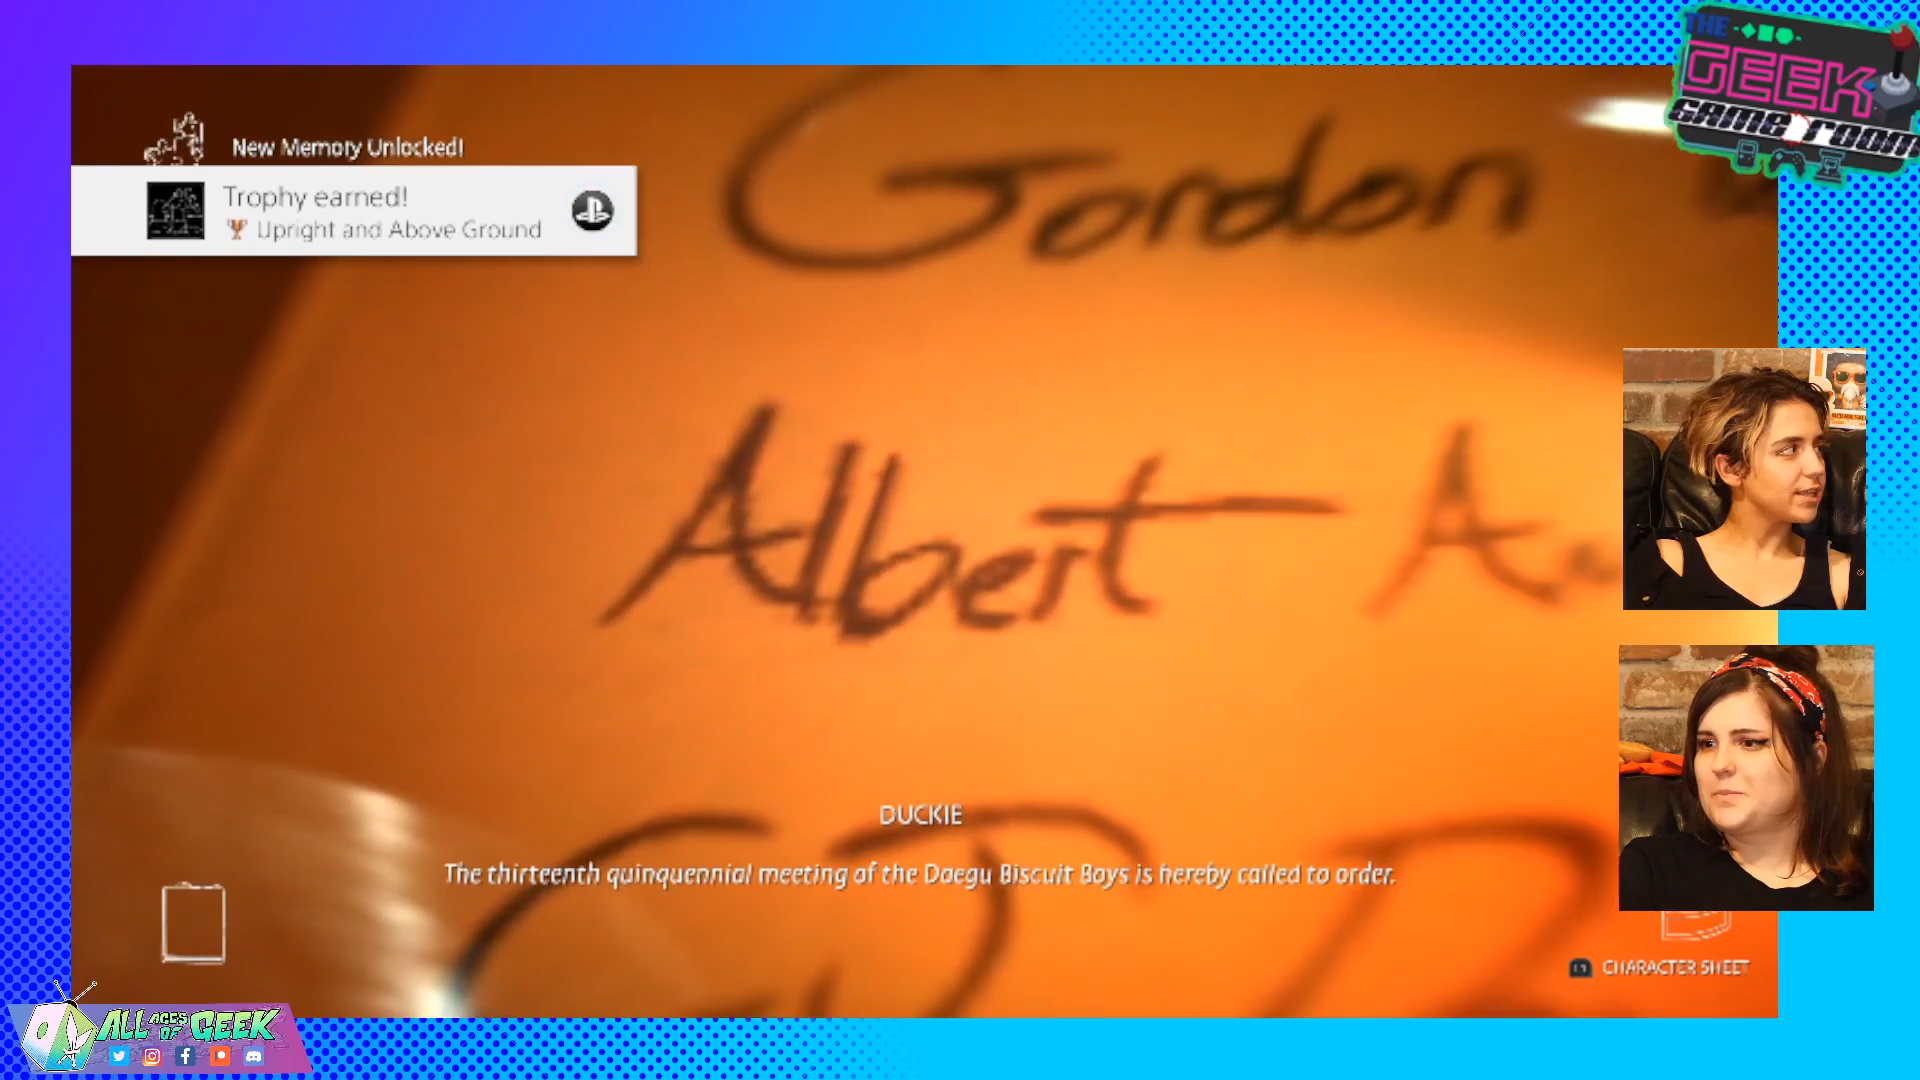 THE
GEEK
GAME ROOM
New Memory Unlocked!
Trophy earned!
Upright and Above Ground
Gordon
Albert
DUCKIE
The thirteenth quinquennial meeting of the Daegu Biscuit Boys is hereby called to order.
CHARACTER SHEET
ALL AGES OF GEEK